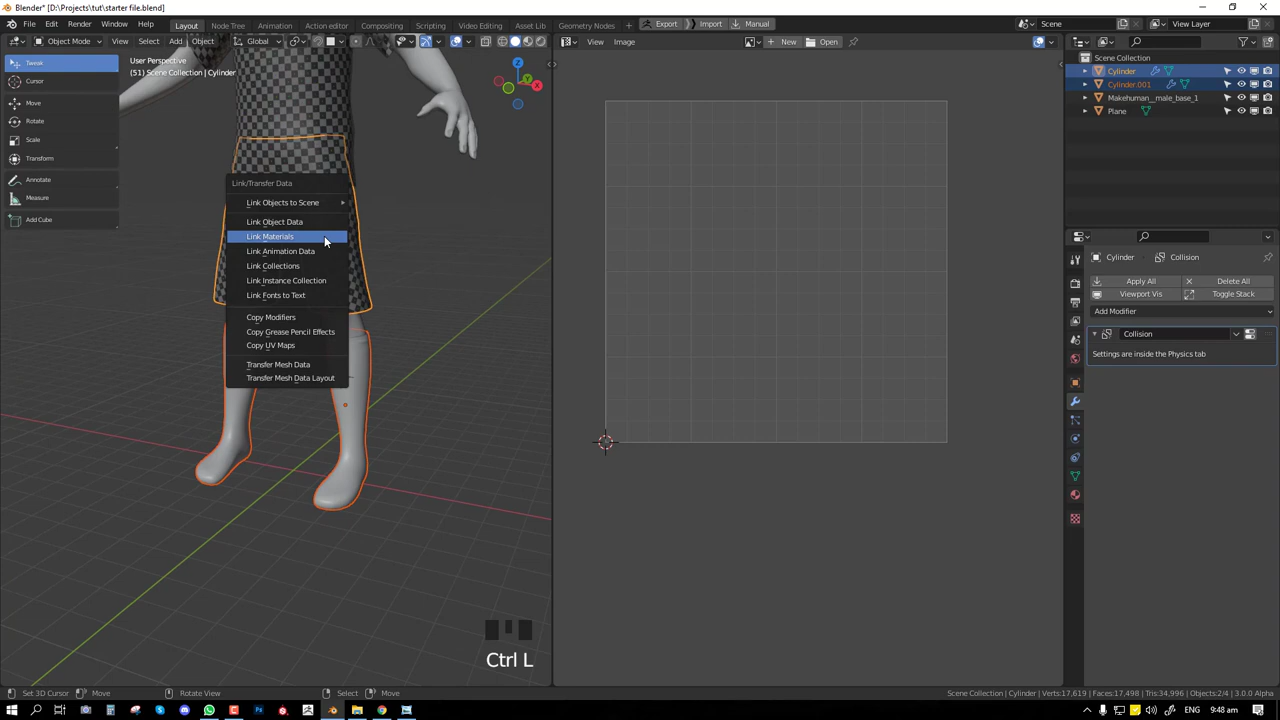 Blender* [D:\Projects\tut\starter file.blend]
File Edit Render Window Help Layout Node Tree Animation Action editor Compositing Scripting Asset Lib Geometry Nodes Export Import Manual Scene View Layer
Object Mode View Select Add Object Global View Image New Open
Tweak
Cursor
Move
Rotate
Scale
Transform
Annotate
Measure
Add Cube
User Perspective
(51) Scene Collection | Cylinder
Z
Y
X
Link/Transfer Data
Link Objects to Scene
Link Object Data
Link Materials
Link Animation Data
Link Collections
Link Instance Collection
Link Fonts to Text
Copy Modifiers
Copy Grease Pencil Effects
Copy UV Maps
Transfer Mesh Data
Transfer Mesh Data Layout
Ctrl L
Scene Collection
Cylinder
Cylinder.001
Makehuman__male_base_1
Plane
Cylinder Collision
Apply All Delete All
Viewport Vis Toggle Stack
Add Modifier
Collision
Settings are inside the Physics tab
Set 3D Cursor Move Rotate View Select Move Scene Collection | Cylinder | Verts:17,619 | Faces:17,498 | Tris:34,996 | Objects:2/4 | 3.0.0 Alpha
ENG 9:48 am